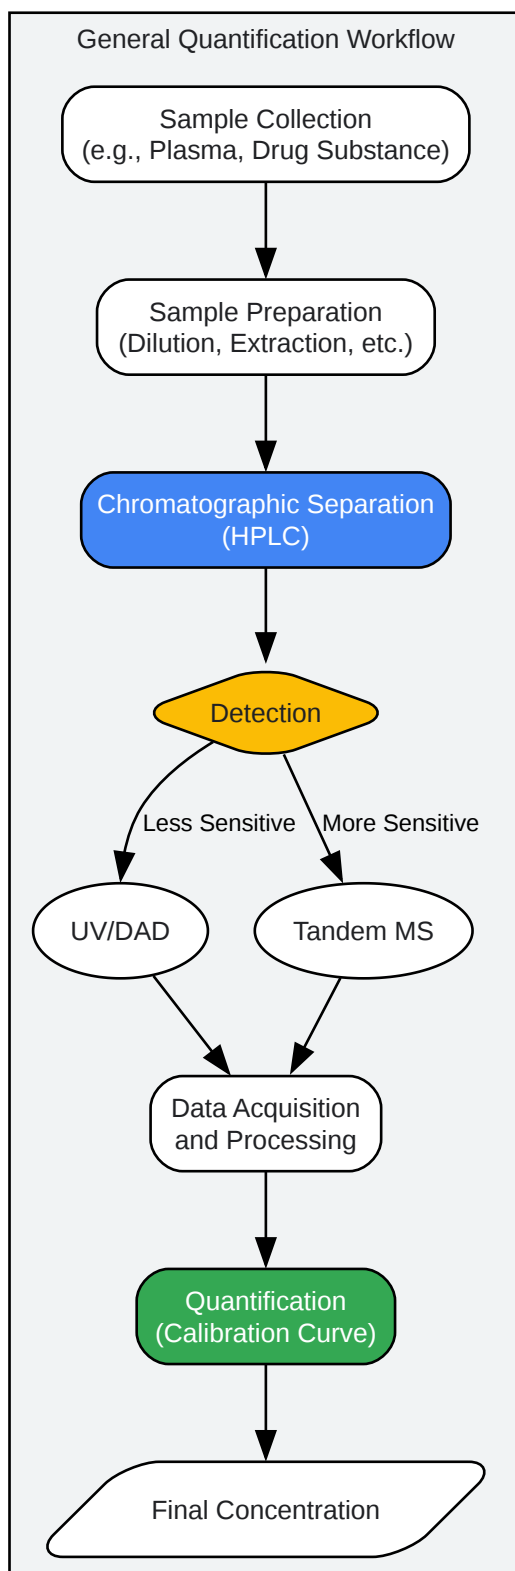 General Quantification Workflow
Sample Collection
(e.g., Plasma, Drug Substance)
Sample Preparation
(Dilution, Extraction, etc.)
Chromatographic Separation
(HPLC)
Detection
Less Sensitive
More Sensitive
UV/DAD
Tandem MS
Data Acquisition
and Processing
Quantification
(Calibration Curve)
Final Concentration